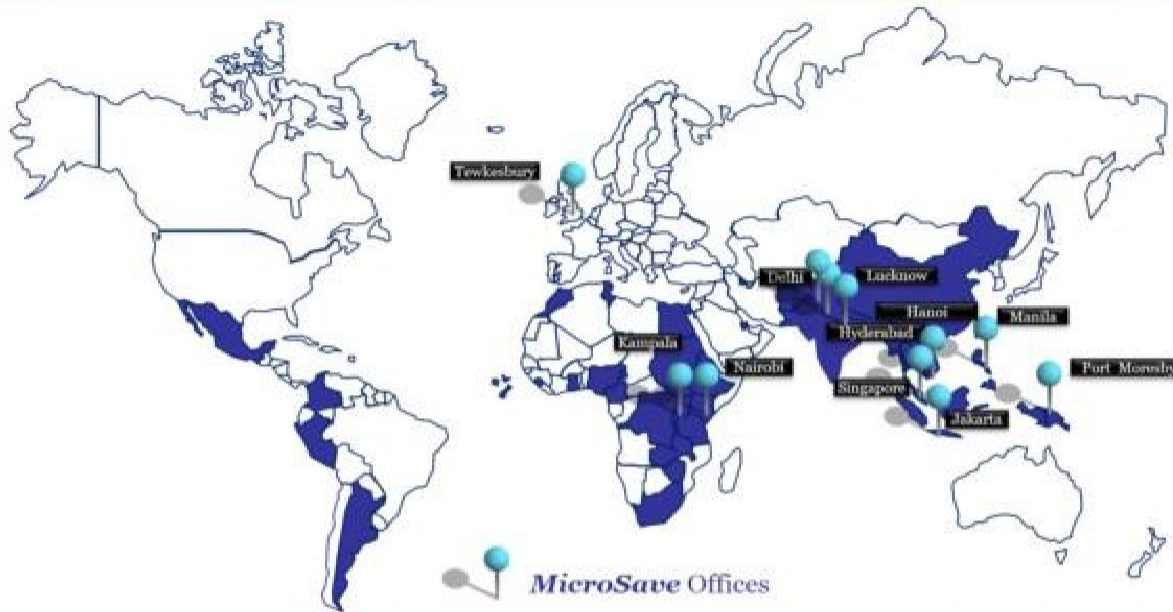 Tewkesbury
Delhi
Lucknow
Hanoi
Manila
Hyderabad
Kampala
Nairobi
Port Moresby
Singapore
Jakarta
MicroSave Offices